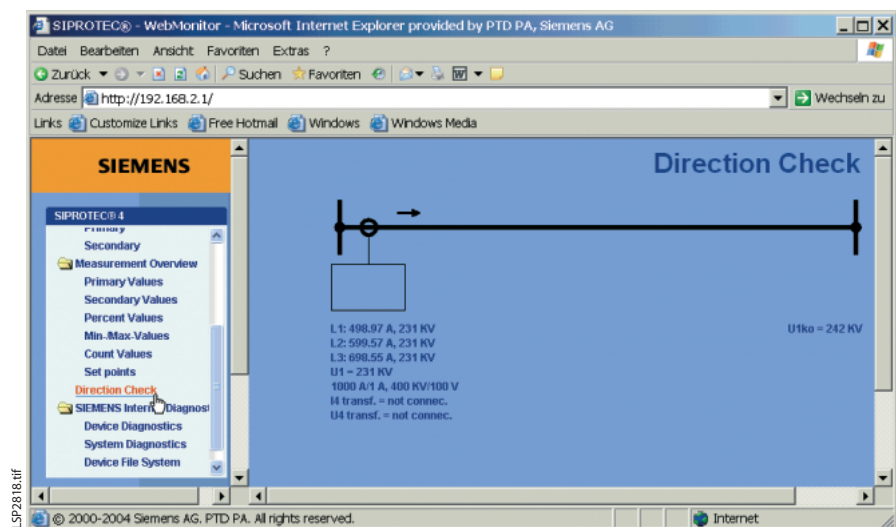 SIPROTEC® - WebMonitor - Microsoft Internet Explorer provided by PTD PA, Siemens AG
Datei Bearbeiten Ansicht Favoriten Extras ?
Zurück Suchen Favoriten
Adresse http://192.168.2.1/ Wechseln zu
Links Customize Links Free Hotmail Windows Windows Media
SIEMENS
SIPROTEC® 4
Primary
Secondary
Measurement Overview
Primary Values
Secondary Values
Percent Values
Min-/Max-Values
Count Values
Set points
Direction Check
SIEMENS Intern Diagnost
Device Diagnostics
System Diagnostics
Device File System
Direction Check
L1: 498.97 A, 231 KV
L2: 599.57 A, 231 KV
L3: 698.55 A, 231 KV
U1 = 231 KV
1000 A/1 A, 400 KV/100 V
I4 transf. = not connec.
U4 transf. = not connec.
U1ko = 242 KV
© 2000-2004 Siemens AG. PTD PA. All rights reserved.
Internet
LSP2818.tif